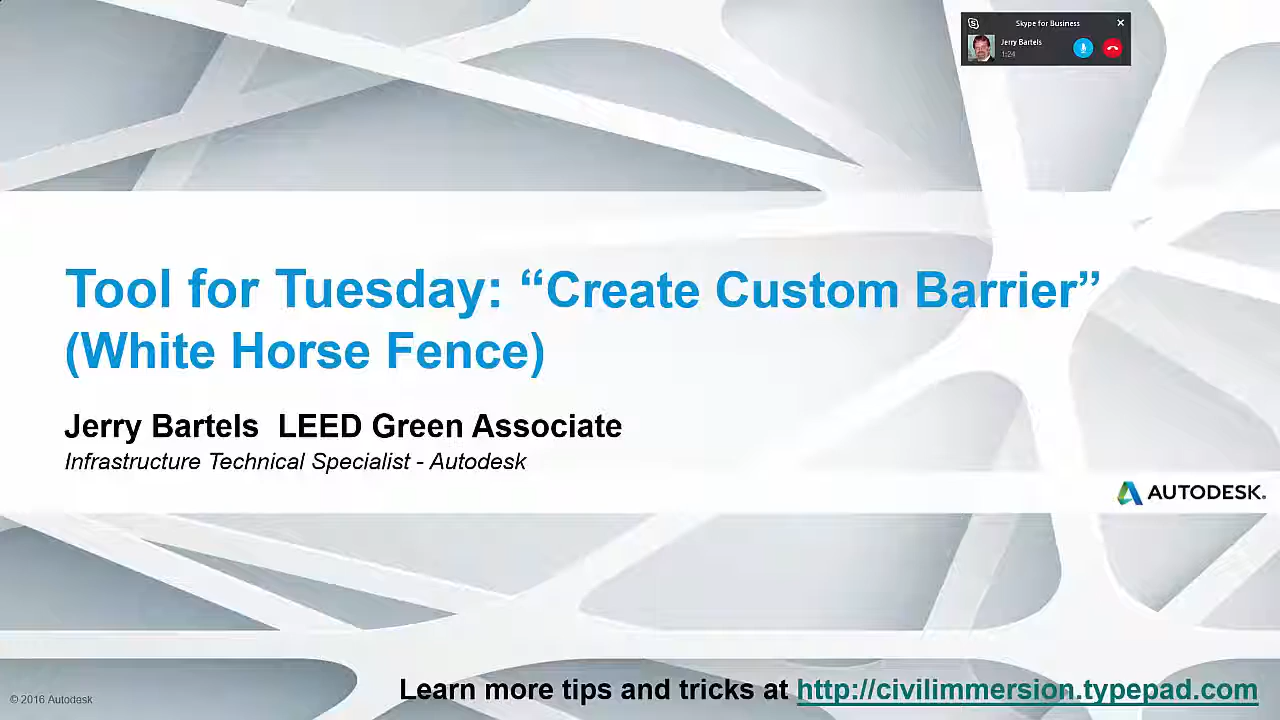 Skype for Business
Jerry Bartels
1:24
Tool for Tuesday: “Create Custom Barrier”
(White Horse Fence)
Jerry Bartels  LEED Green Associate
Infrastructure Technical Specialist - Autodesk
AUTODESK.
Learn more tips and tricks at http://civilimmersion.typepad.com
© 2016 Autodesk